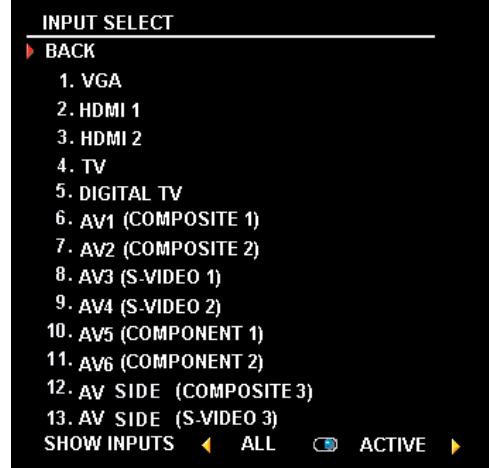 INPUT SELECT
BACK
1. VGA
2. HDMI 1
3. HDMI 2
4. TV
5. DIGITAL TV
6. AV1 (COMPOSITE 1)
7. AV2 (COMPOSITE 2)
8. AV3 (S-VIDEO 1)
9. AV4 (S-VIDEO 2)
10. AV5 (COMPONENT 1)
11. AV6 (COMPONENT 2)
12. AV SIDE (COMPOSITE 3)
13. AV SIDE (S-VIDEO 3)
SHOW INPUTS ALL ACTIVE